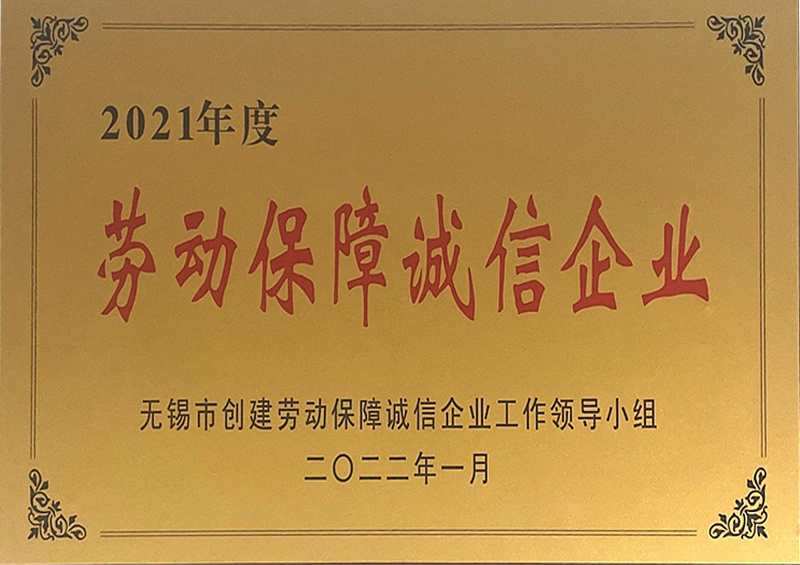 2021年度
劳动保障诚信企业
无锡市创建劳动保障诚信企业工作领导小组
二〇二二年一月